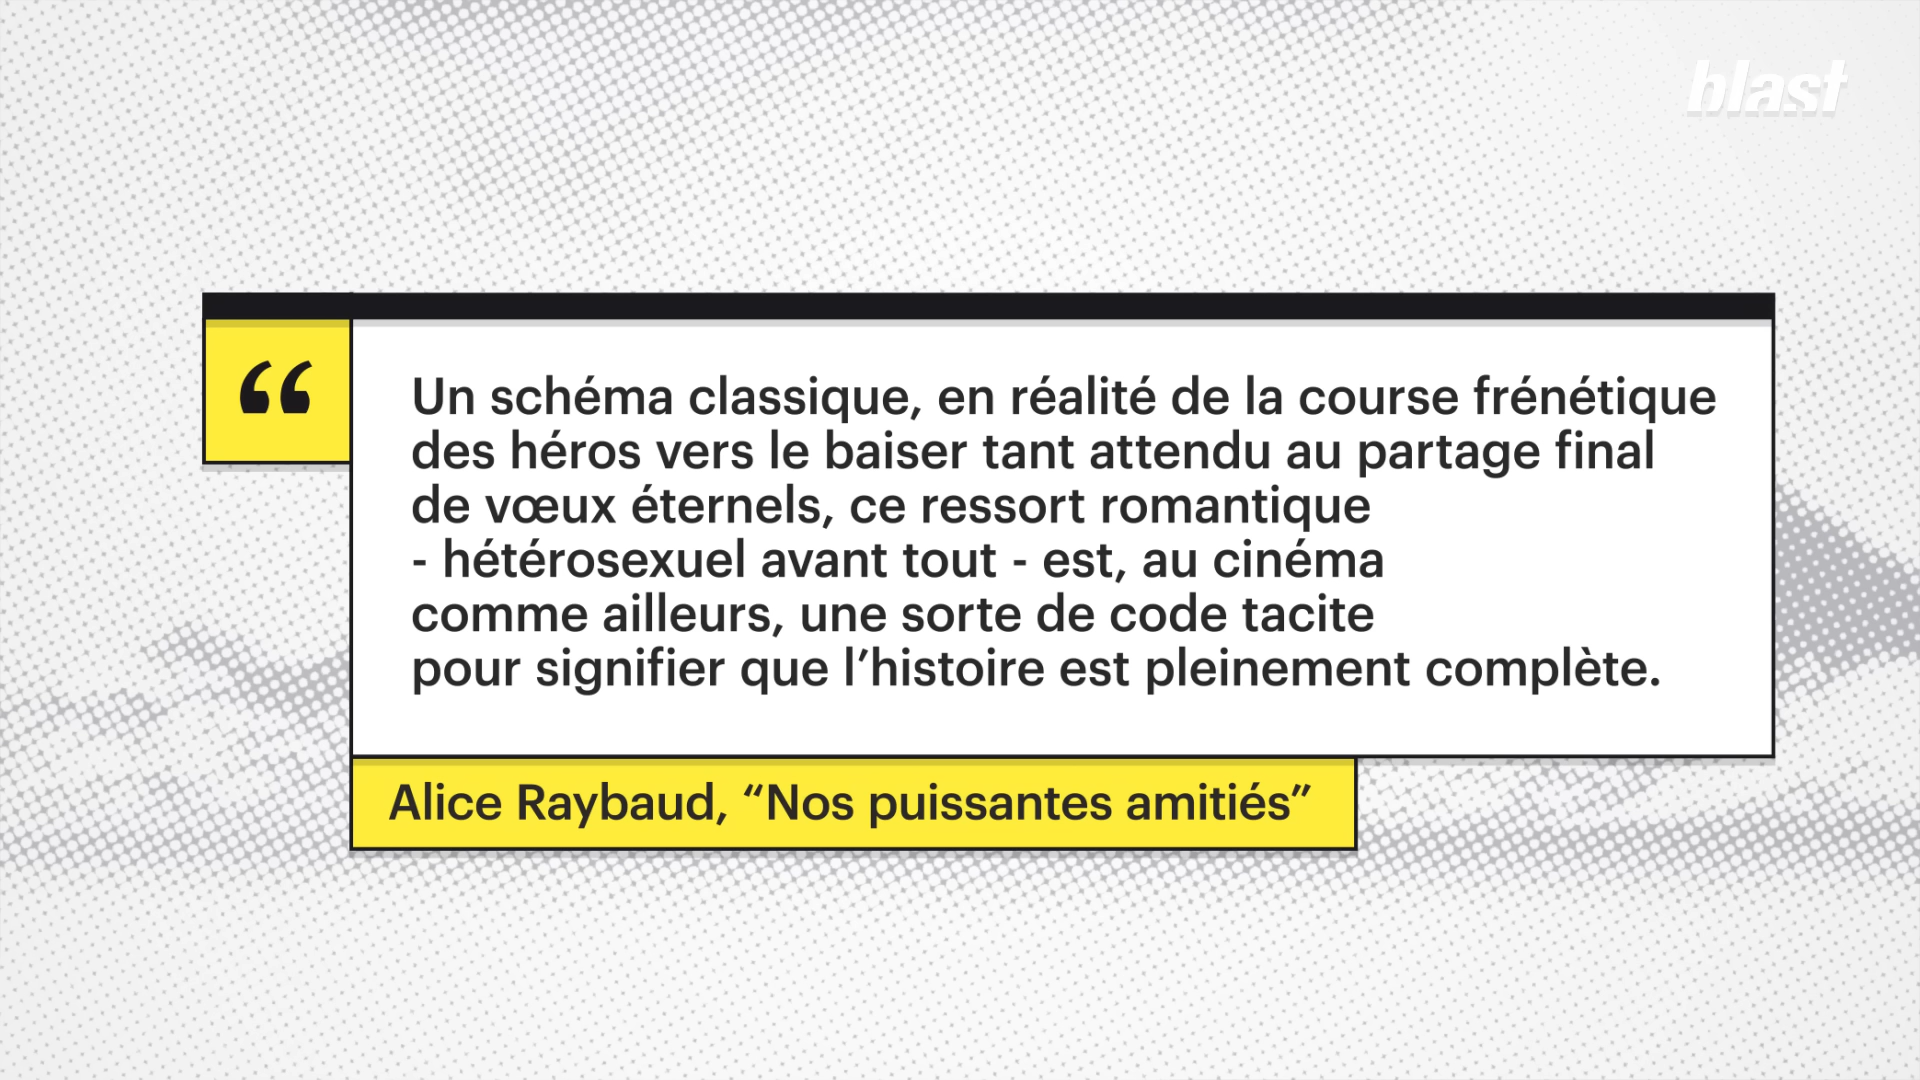 blast
“
Un schéma classique, en réalité de la course frénétique
des héros vers le baiser tant attendu au partage final
de vœux éternels, ce ressort romantique
- hétérosexuel avant tout - est, au cinéma
comme ailleurs, une sorte de code tacite
pour signifier que l’histoire est pleinement complète.
Alice Raybaud, “Nos puissantes amitiés”